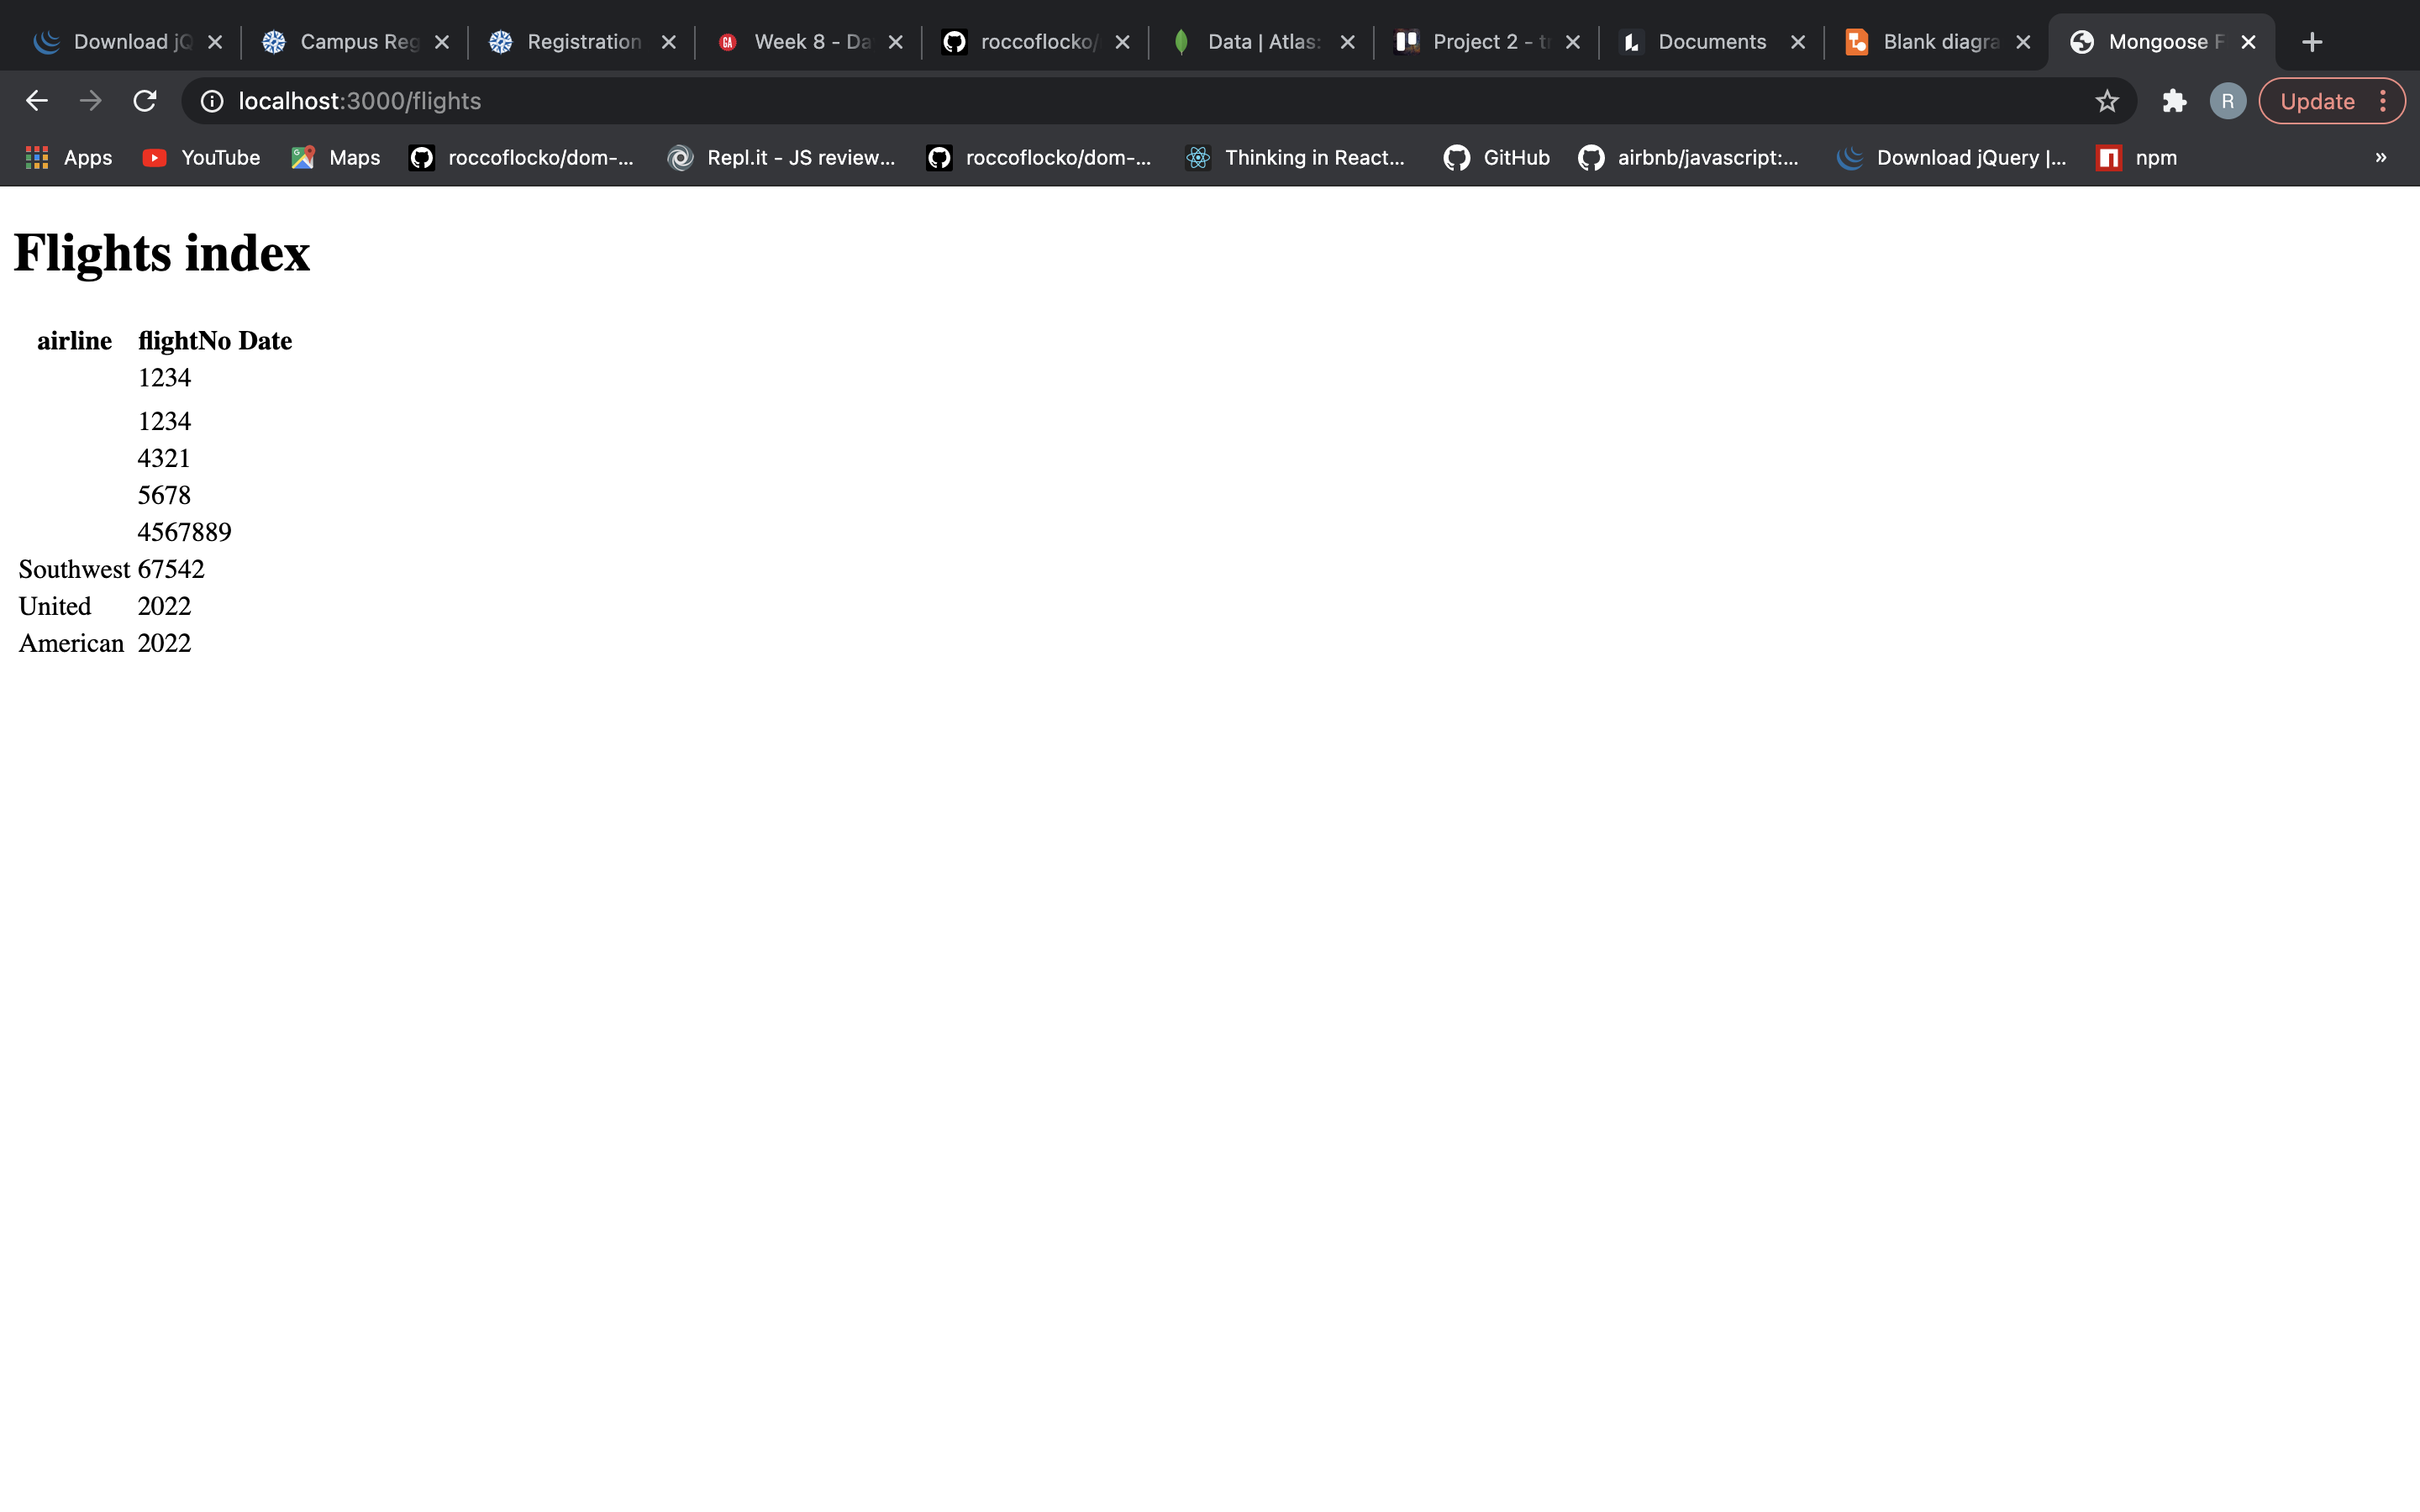 Download jQ Campus Reg Registration GA Week 8 - Da roccoflocko/ Data | Atlas: Project 2 - tr Documents Blank diagra Mongoose F
localhost:3000/flights R Update
Apps YouTube Maps roccoflocko/dom-... Repl.it - JS review... roccoflocko/dom-... Thinking in React... GitHub airbnb/javascript:... Download jQuery |... npm »
Flights index
airline flightNo Date
1234
1234
4321
5678
4567889
Southwest 67542
United 2022
American 2022